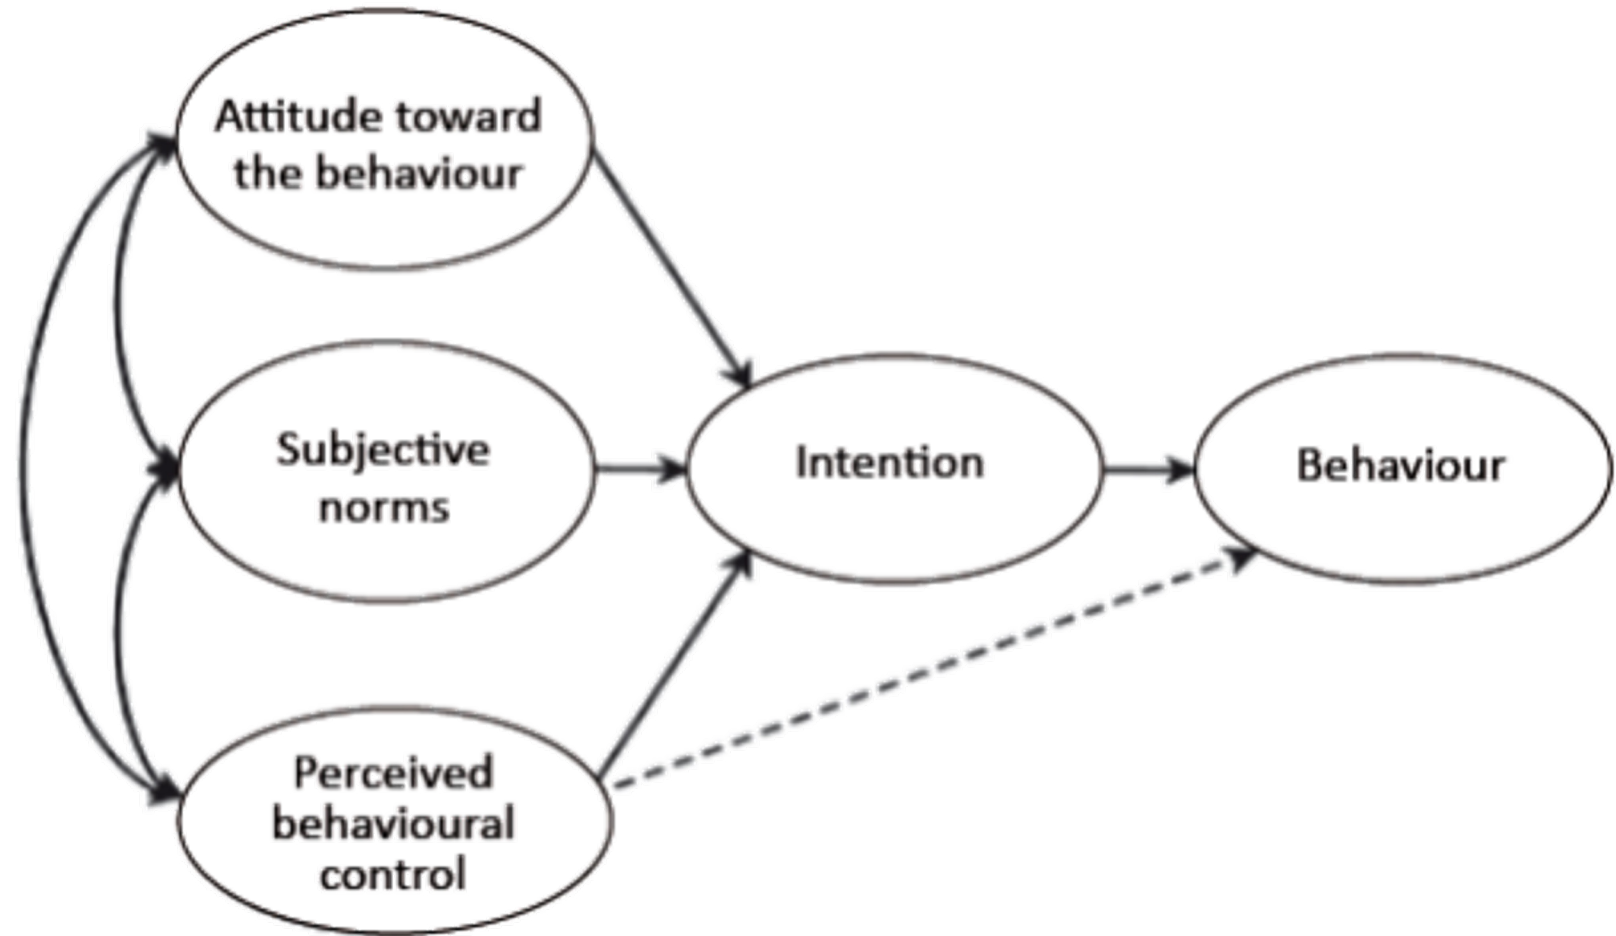 Attitude toward
the behaviour
Subjective
norms
Intention
Behaviour
Perceived
behavioural
control